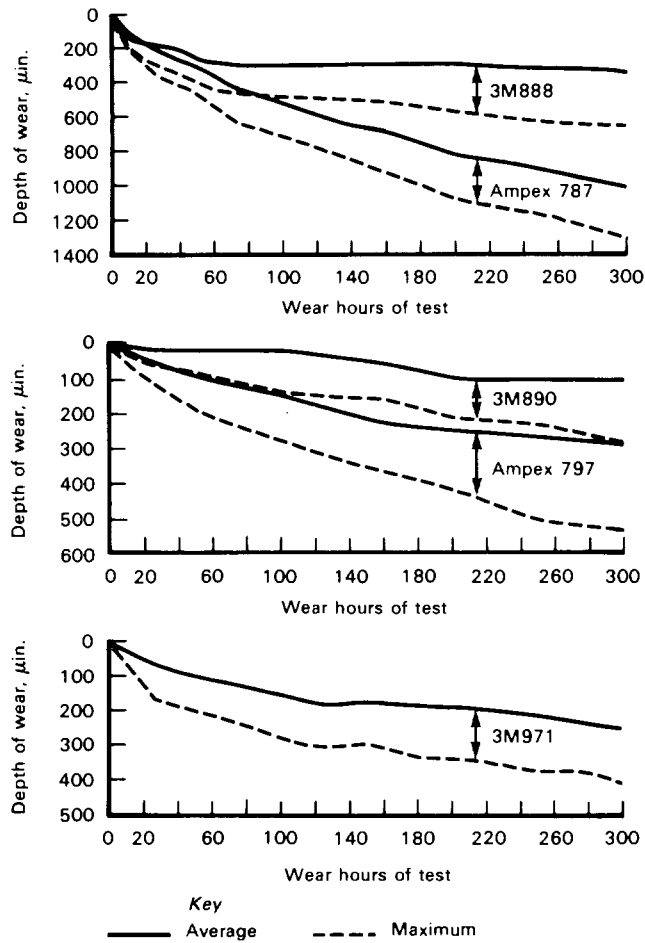 0
200
400
600
800
1000
1200
1400
Depth of wear, μin.
3M888
Ampex 787
0 20 60 100 140 180 220 260 300
Wear hours of test
0
100
200
300
400
500
600
Depth of wear, μin.
3M890
Ampex 797
0 20 60 100 140 180 220 260 300
Wear hours of test
0
100
200
300
400
500
Depth of wear, μin.
3M971
0 20 60 100 140 180 220 260 300
Wear hours of test
Key
Average Maximum